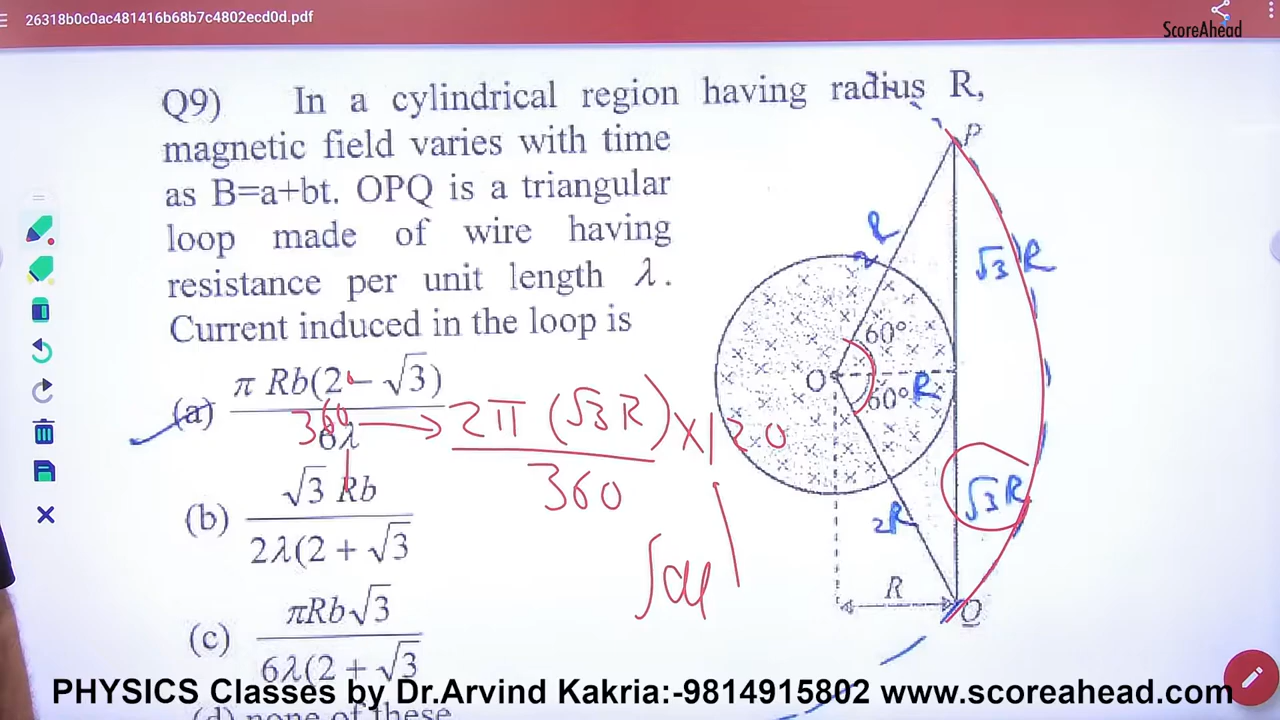 26318b0c0ac481416b68b7c4802ecd0d.pdf
ScoreAhead
Q9) In a cylindrical region having radius R,
magnetic field varies with time
as B=a+bt. OPQ is a triangular
loop made of wire having
resistance per unit length λ.
Current induced in the loop is
(a) π Rb(2 – √3)
6λ
360
2π (√3R) × 120
360
(b) √3 Rb
2λ(2 + √3
(c) πRb√3
6λ(2 + √3
(d) none of these
P
R
√3 R
60°
O
60°
R
√3 R
2R
R
Q
PHYSICS Classes by Dr.Arvind Kakria:-9814915802 www.scoreahead.com